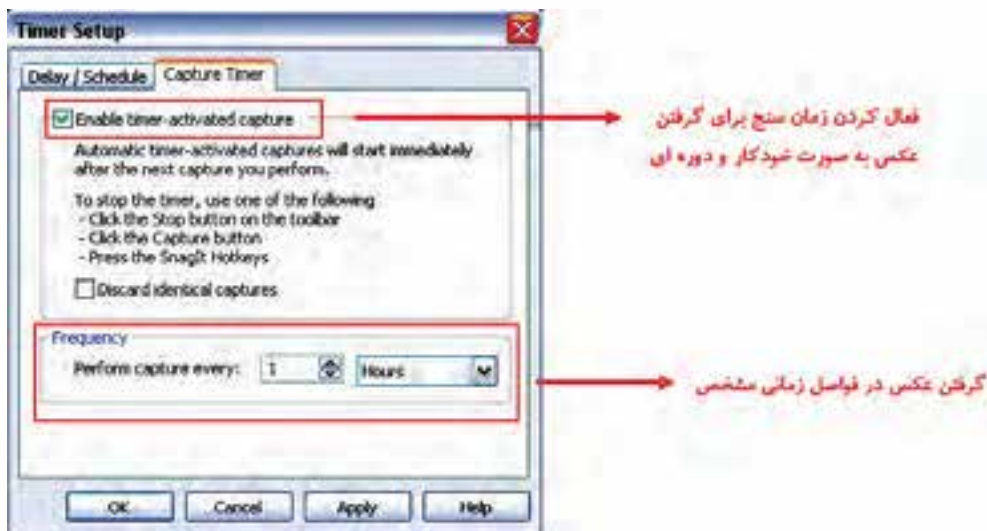 Timer Setup
Delay / Schedule
Capture Timer
Enable timer-activated capture
فعال کردن زمان سنج برای گرفتن
عکس به صورت خودکار و دوره ای
Automatic timer-activated captures will start immediately
after the next capture you perform.
To stop the timer, use one of the following
- Click the Stop button on the toolbar
- Click the Capture button
- Press the SnagIt Hotkeys
Discard identical captures
Frequency
Perform capture every: 1 Hours
گرفتن عکس در فواصل زمانی مشخص
OK Cancel Apply Help